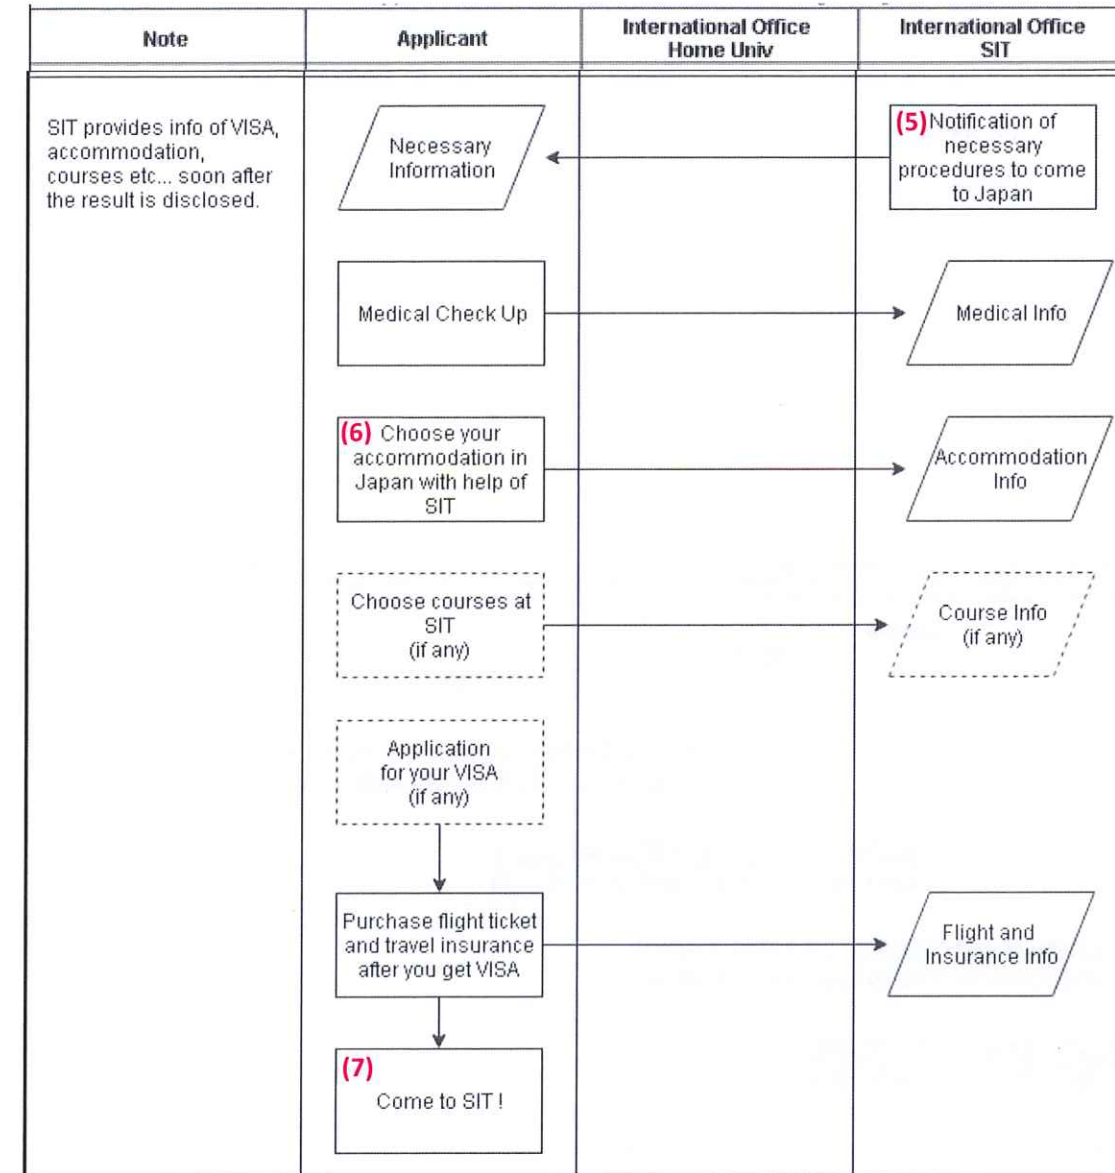 Note
Applicant
International Office
Home Univ
International Office
SIT
SIT provides info of VISA,
accommodation,
courses etc... soon after
the result is disclosed.
Necessary
Information
(5) Notification of
necessary
procedures to come
to Japan
Medical Check Up
Medical Info
(6) Choose your
accommodation in
Japan with help of
SIT
Accommodation
Info
Choose courses at
SIT
(if any)
Course Info
(if any)
Application
for your VISA
(if any)
Purchase flight ticket
and travel insurance
after you get VISA
Flight and
Insurance Info
(7)
Come to SIT !